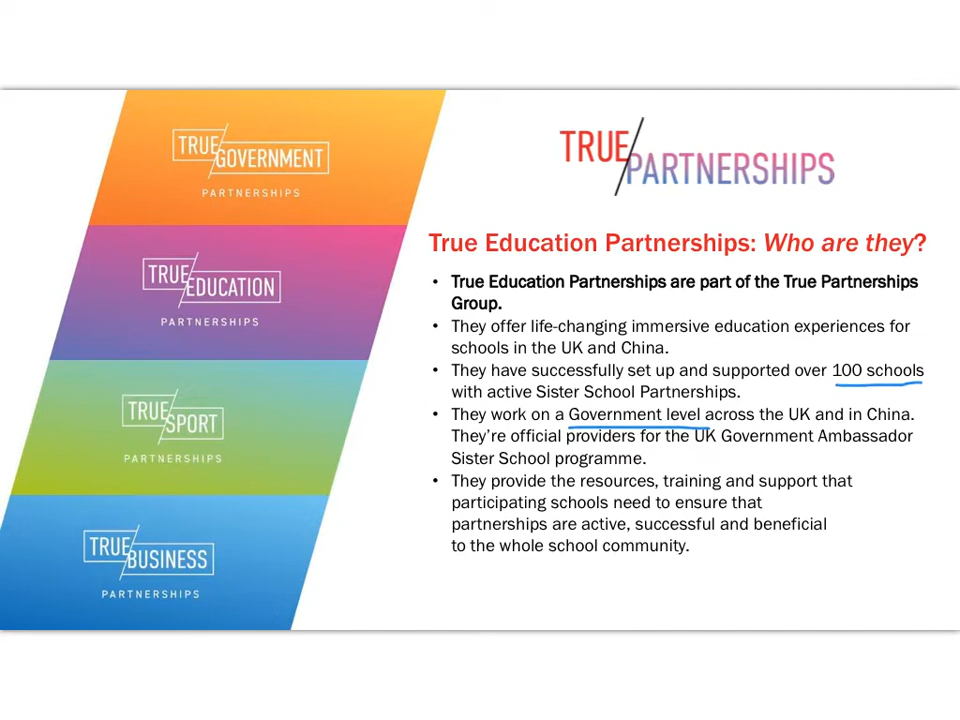 TRUE GOVERNMENT
PARTNERSHIPS
TRUE EDUCATION
PARTNERSHIPS
TRUE SPORT
PARTNERSHIPS
TRUE BUSINESS
PARTNERSHIPS
TRUE PARTNERSHIPS
True Education Partnerships: Who are they?
• True Education Partnerships are part of the True Partnerships
Group.
• They offer life-changing immersive education experiences for
schools in the UK and China.
• They have successfully set up and supported over 100 schools
with active Sister School Partnerships.
• They work on a Government level across the UK and in China.
They’re official providers for the UK Government Ambassador
Sister School programme.
• They provide the resources, training and support that
participating schools need to ensure that
partnerships are active, successful and beneficial
to the whole school community.